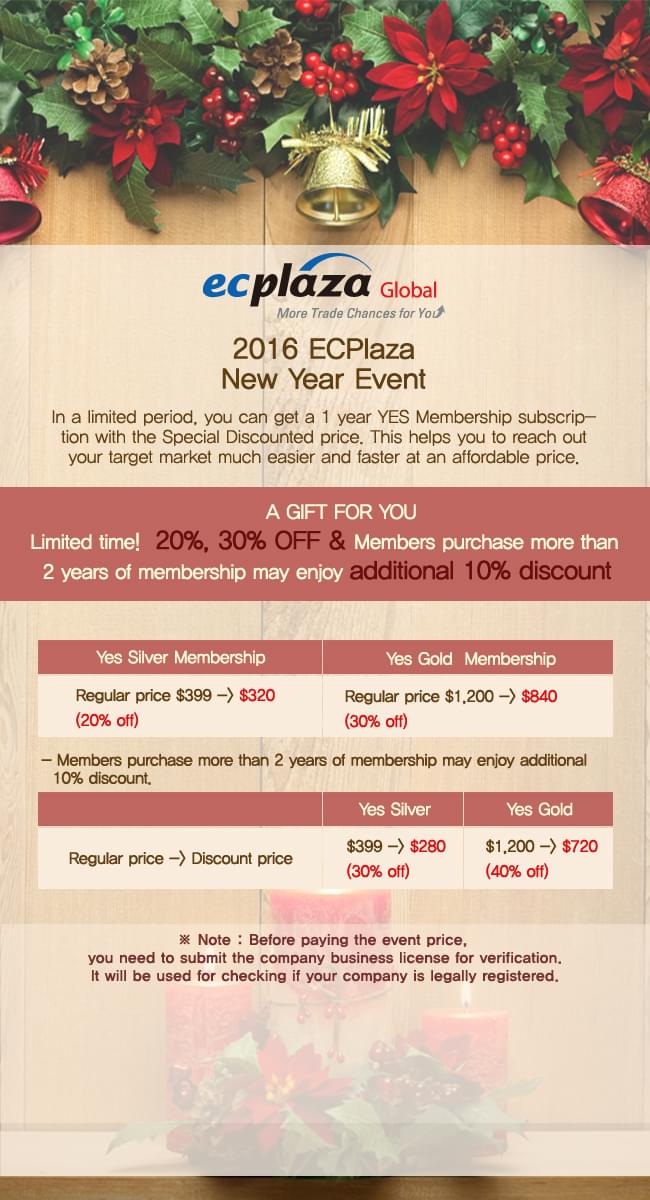 ecplaza Global
More Trade Chances for You
2016 ECPlaza
New Year Event
In a limited period, you can get a 1 year YES Membership subscrip-
tion with the Special Discounted price. This helps you to reach out
your target market much easier and faster at an affordable price.
A GIFT FOR YOU
Limited time! 20%, 30% OFF & Members purchase more than
2 years of membership may enjoy additional 10% discount
Yes Silver Membership
Yes Gold Membership
Regular price $399 -> $320
(20% off)
Regular price $1,200 -> $840
(30% off)
- Members purchase more than 2 years of membership may enjoy additional
10% discount.
Yes Silver
Yes Gold
Regular price -> Discount price
$399 -> $280
(30% off)
$1,200 -> $720
(40% off)
※ Note : Before paying the event price,
you need to submit the company business license for verification.
It will be used for checking if your company is legally registered.